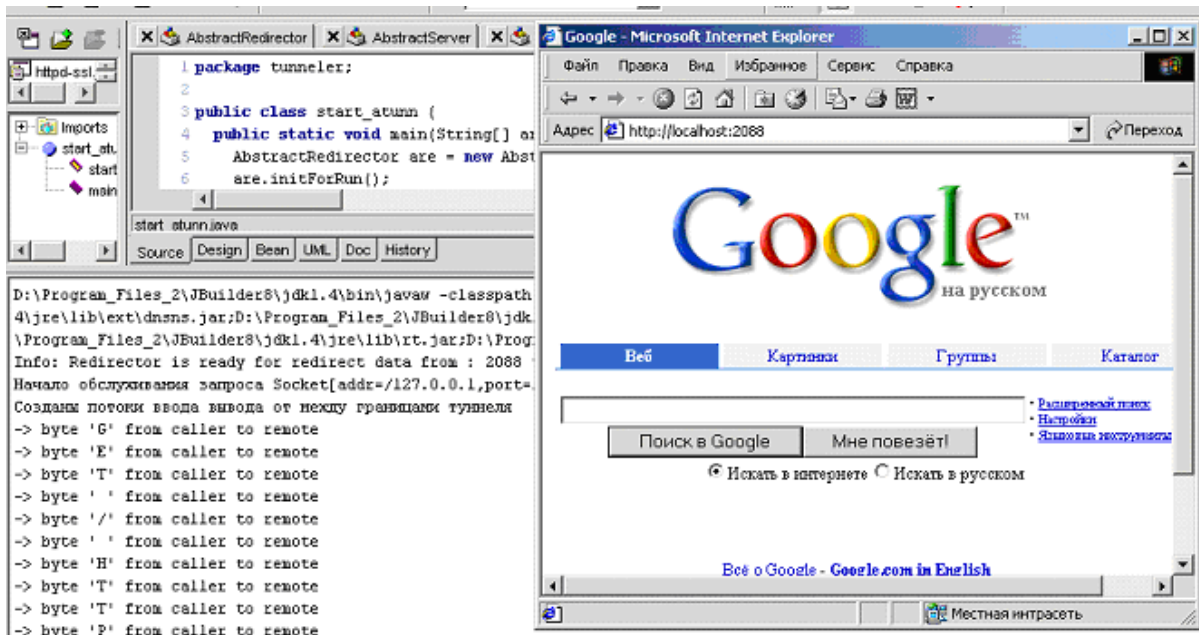 AbstractRedirector
AbstractServer
httpd-ssl.
Imports
start_atu
start
main
1 package tunneler;
2
3 public class start_atunn {
4 public static void main(String[] ar
5 AbstractRedirector are = new Abst
6 are.initForRun();
start_atunn.java
Source Design Bean UML Doc History
D:\Program_Files_2\JBuilder8\jdk1.4\bin\javaw -classpath
4\jre\lib\ext\dnsns.jar;D:\Program_Files_2\JBuilder8\jdk.
\Program_Files_2\JBuilder8\jdk1.4\jre\lib\rt.jar;D:\Progr
Info: Redirector is ready for redirect data from : 2088
Начало обслуживания запроса Socket[addr=/127.0.0.1,port=
Созданы потоки ввода вывода от между границами туннеля
-> byte 'G' from caller to remote
-> byte 'E' from caller to remote
-> byte 'T' from caller to remote
-> byte ' ' from caller to remote
-> byte '/' from caller to remote
-> byte ' ' from caller to remote
-> byte 'H' from caller to remote
-> byte 'T' from caller to remote
-> byte 'T' from caller to remote
-> byte 'P' from caller to remote
Google - Microsoft Internet Explorer
Файл Правка Вид Избранное Сервис Справка
Адрес http://localhost:2088 Переход
Google™
на русском
Веб Картинки Группы Каталог
· Расширенный поиск
· Настройки
· Языковые инструменты
Поиск в Google Мне повезёт!
Искать в интернете Искать в русском
Всё о Google - Google.com in English
Местная интрасеть